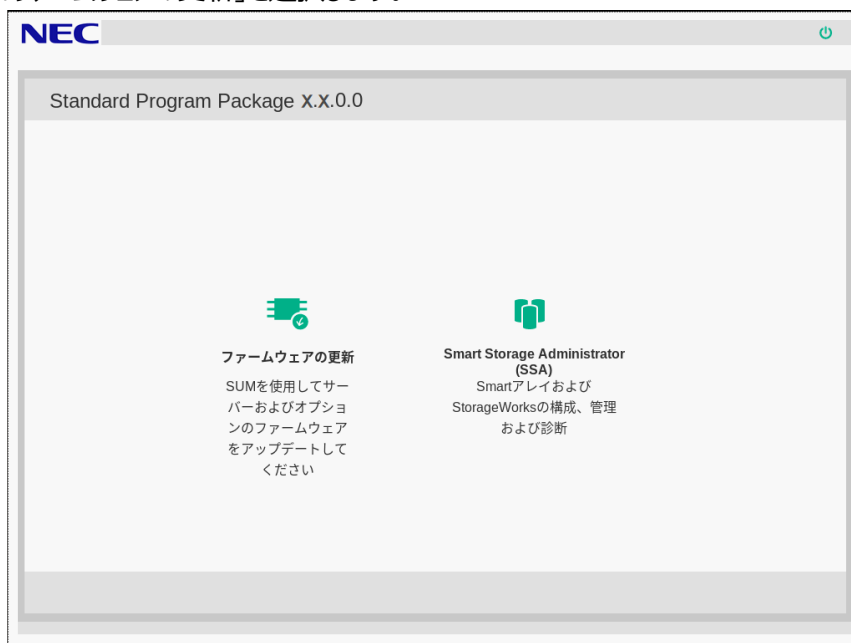 NEC
Standard Program Package X.X.0.0
ファームウェアの更新
SUMを使用してサー
バーおよびオプショ
ンのファームウェア
をアップデートして
ください
Smart Storage Administrator
(SSA)
Smartアレイおよび
StorageWorksの構成、管理
および診断